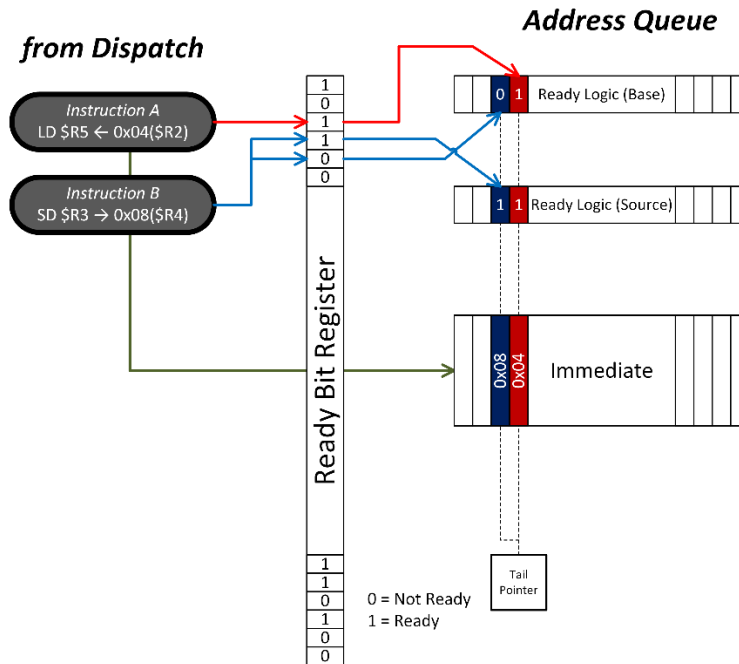 from Dispatch
Address Queue
Instruction A
LD $R5 ← 0x04($R2)
Instruction B
SD $R3 → 0x08($R4)
1
0
1
1
0
0
Ready Bit Register
1
1
0
1
0
0
0 = Not Ready
1 = Ready
0 1 Ready Logic (Base)
1 1 Ready Logic (Source)
0x08 0x04 Immediate
Tail
Pointer